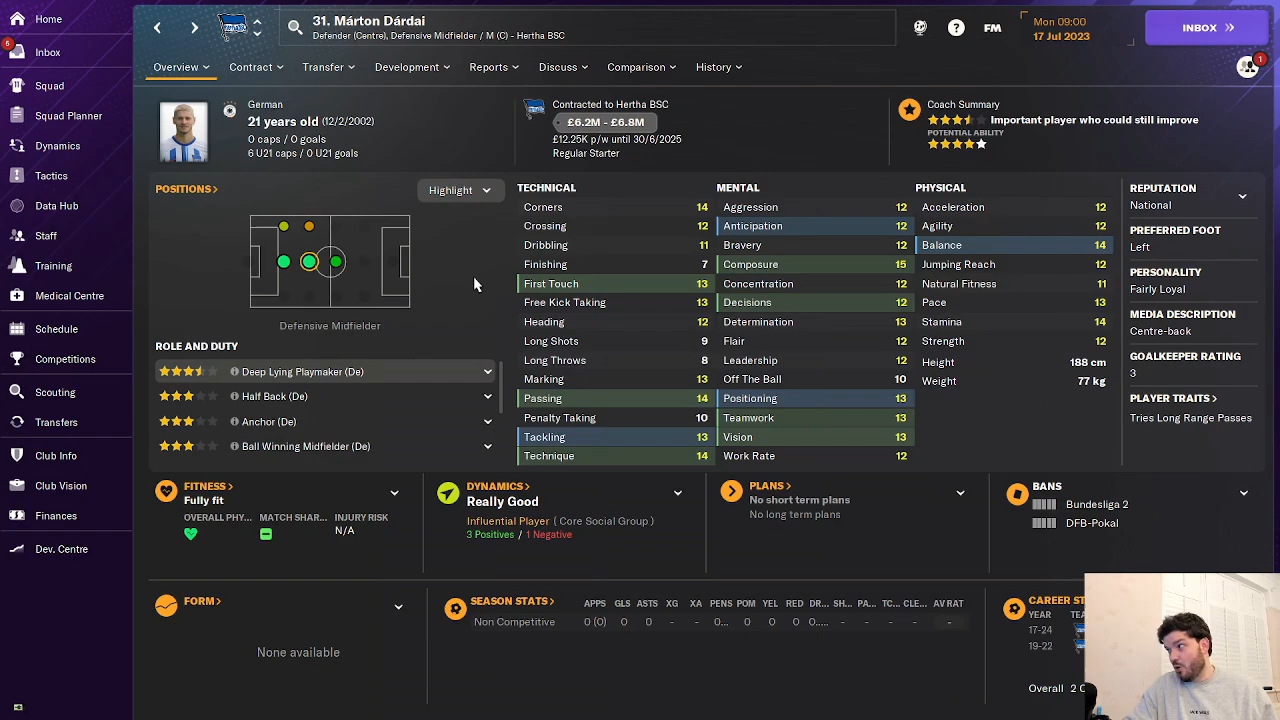 Home
5
Inbox
Squad
Squad Planner
Dynamics
Tactics
Data Hub
Staff
Training
Medical Centre
Schedule
Competitions
Scouting
Transfers
Club Info
Club Vision
Finances
Dev. Centre
31. Márton Dárdai
Defender (Centre), Defensive Midfielder / M (C) - Hertha BSC
FM
Mon 09:00
17 Jul 2023
INBOX
1
Overview
Contract
Transfer
Development
Reports
Discuss
Comparison
History
German
21 years old (12/2/2002)
0 caps / 0 goals
6 U21 caps / 0 U21 goals
Contracted to Hertha BSC
£6.2M - £6.8M
£12.25K p/w until 30/6/2025
Regular Starter
Coach Summary
Important player who could still improve
POTENTIAL ABILITY
POSITIONS>
Highlight
Defensive Midfielder
ROLE AND DUTY
Deep Lying Playmaker (De)
Half Back (De)
Anchor (De)
Ball Winning Midfielder (De)
TECHNICAL
Corners 14
Crossing 12
Dribbling 11
Finishing 7
First Touch 13
Free Kick Taking 13
Heading 12
Long Shots 9
Long Throws 8
Marking 13
Passing 14
Penalty Taking 10
Tackling 13
Technique 14
MENTAL
Aggression 12
Anticipation 12
Bravery 12
Composure 15
Concentration 12
Decisions 12
Determination 13
Flair 12
Leadership 12
Off The Ball 10
Positioning 13
Teamwork 13
Vision 13
Work Rate 12
PHYSICAL
Acceleration 12
Agility 12
Balance 14
Jumping Reach 12
Natural Fitness 11
Pace 13
Stamina 14
Strength 12
Height 188 cm
Weight 77 kg
REPUTATION
National
PREFERRED FOOT
Left
PERSONALITY
Fairly Loyal
MEDIA DESCRIPTION
Centre-back
GOALKEEPER RATING
3
PLAYER TRAITS>
Tries Long Range Passes
FITNESS>
Fully fit
OVERALL PHY... MATCH SHAR... INJURY RISK
N/A
DYNAMICS>
Really Good
Influential Player ( Core Social Group )
3 Positives / 1 Negative
PLANS>
No short term plans
No long term plans
BANS
Bundesliga 2
DFB-Pokal
FORM>
None available
SEASON STATS> APPS GLS ASTS XG XA PENS POM YEL RED DR... SH... PA... TC... CLE... AV RAT
Non Competitive 0 (0) 0 0 - - 0... 0 0 0 0..... - - - - -
CAREER ST
YEAR TEA
17-24
19-22
Overall 2 C